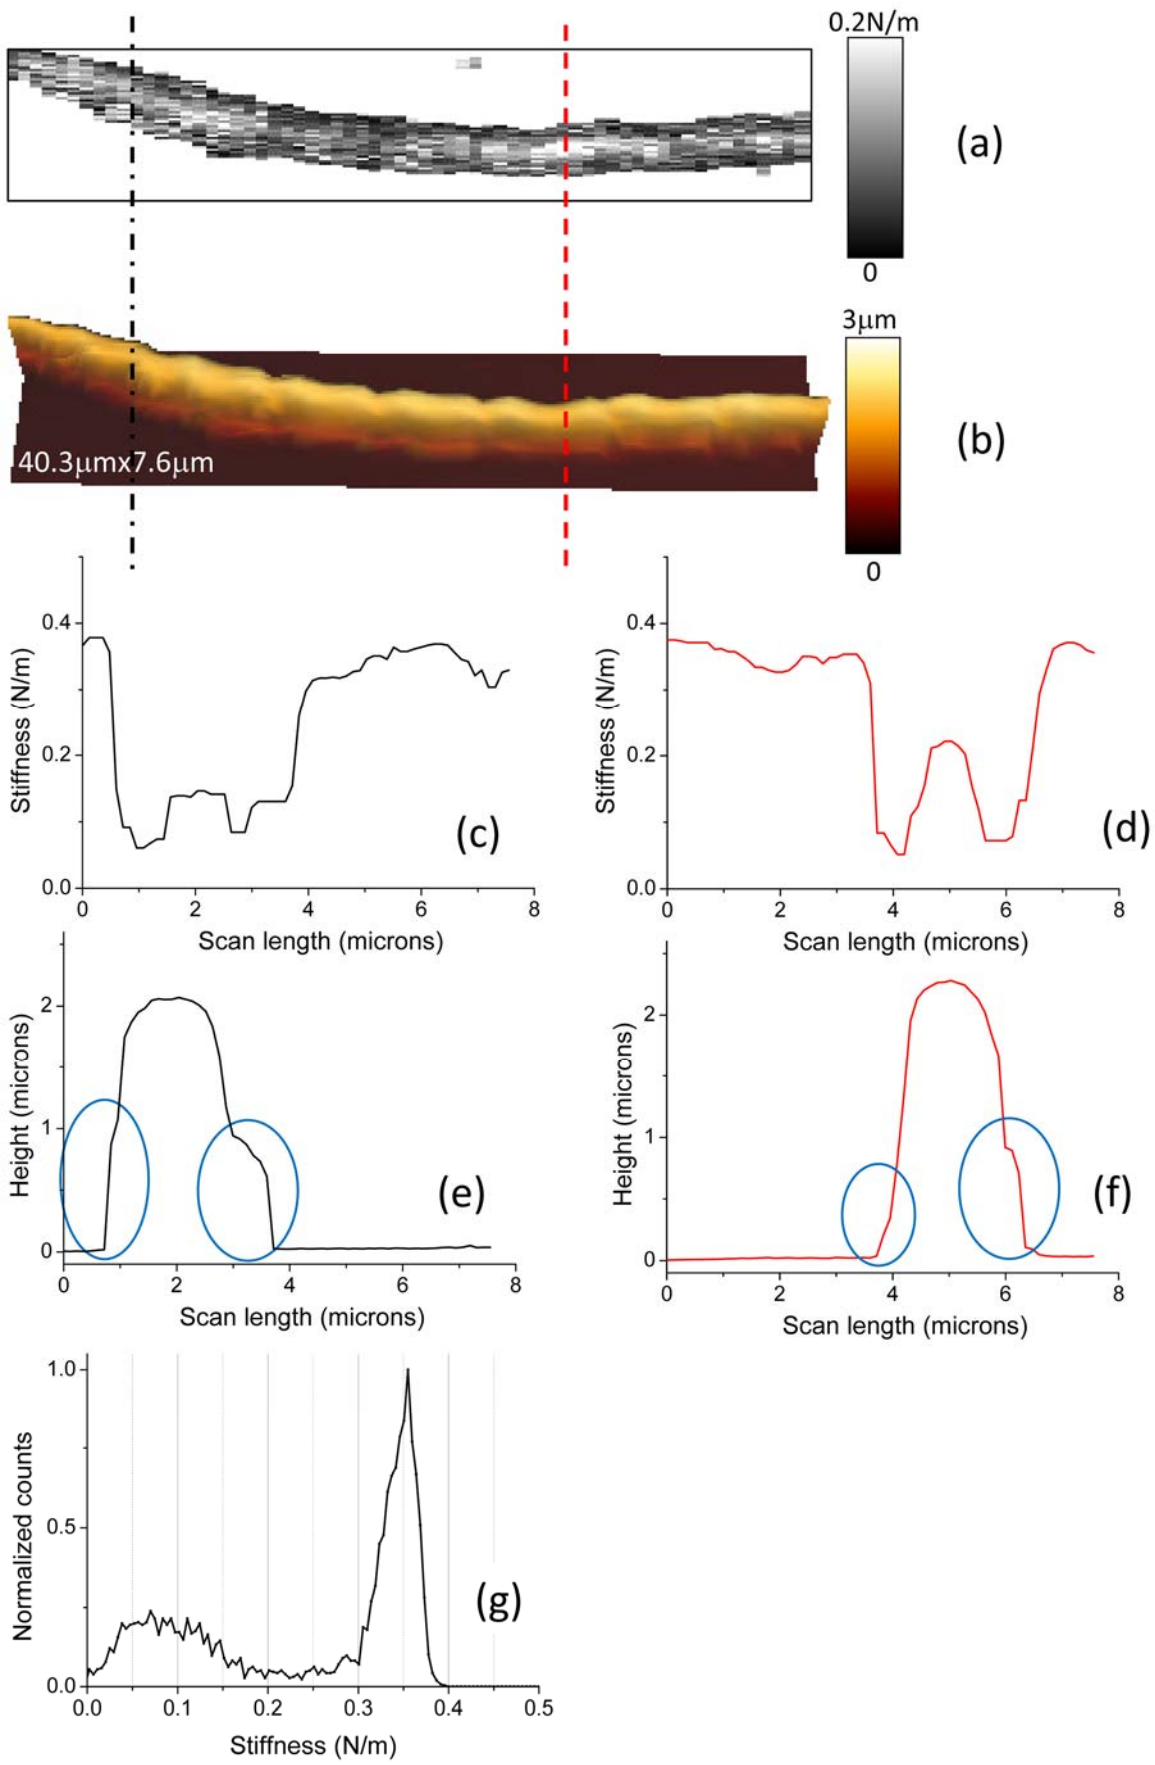 0.2N/m
(a)
0
3μm
(b)
40.3μmx7.6μm
0
Stiffness (N/m)
0.4
0.2
0.0
0 2 4 6 8
Scan length (microns)
(c)
Stiffness (N/m)
0.4
0.2
0.0
0 2 4 6 8
Scan length (microns)
(d)
Height (microns)
2
1
0
0 2 4 6 8
Scan length (microns)
(e)
Height (microns)
2
1
0
0 2 4 6 8
Scan length (microns)
(f)
Normalized counts
1.0
0.5
0.0
0.0 0.1 0.2 0.3 0.4 0.5
Stiffness (N/m)
(g)